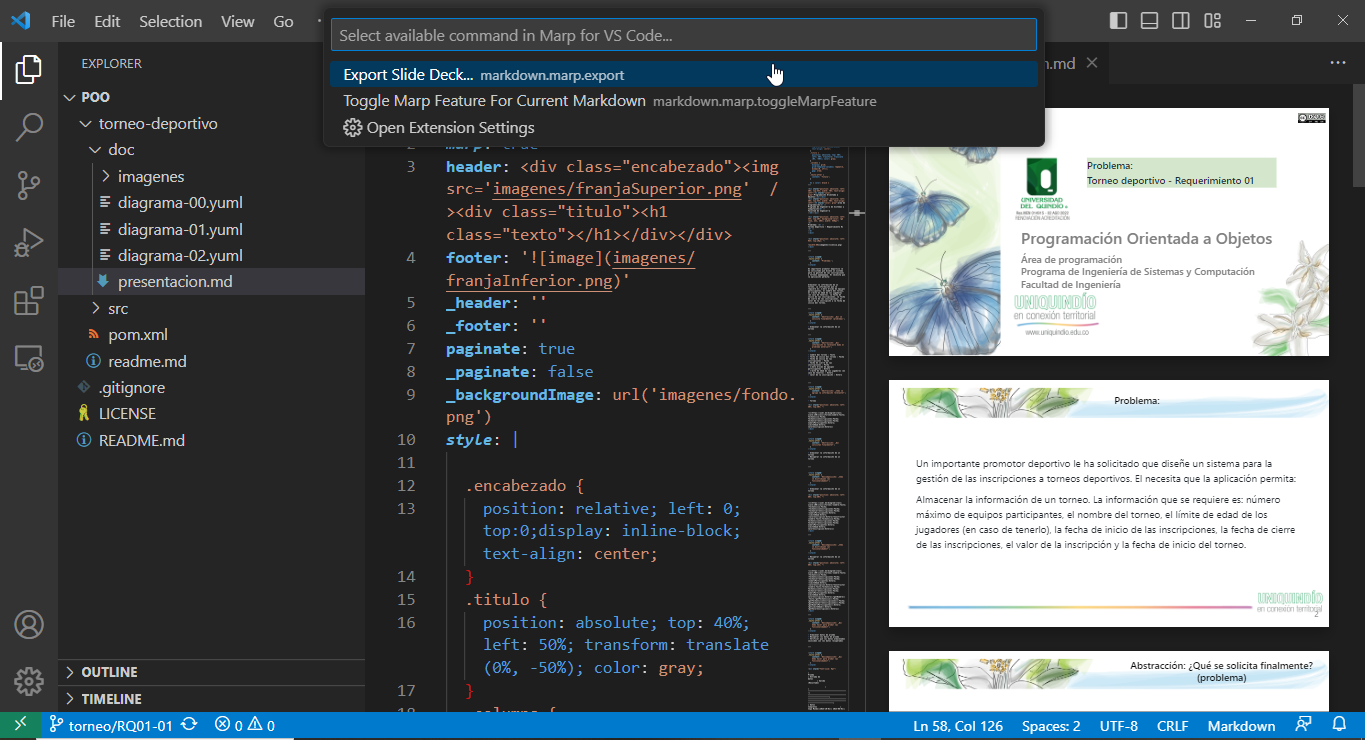 File Edit Selection View Go
Select available command in Marp for VS Code...
Export Slide Deck... markdown.marp.export
Toggle Marp Feature For Current Markdown markdown.marp.toggleMarpFeature
Open Extension Settings
EXPLORER
POO
torneo-deportivo
doc
imagenes
diagrama-00.yuml
diagrama-01.yuml
diagrama-02.yuml
presentacion.md
src
pom.xml
readme.md
.gitignore
LICENSE
README.md
OUTLINE
TIMELINE
2 marp: true
3 header: <div class="encabezado"><img
src='imagenes/franjaSuperior.png' /
><div class="titulo"><h1
class="texto"></h1></div></div>
4 footer: '![image](imagenes/
franjaInferior.png)'
5 _header: ''
6 _footer: ''
7 paginate: true
8 _paginate: false
9 _backgroundImage: url('imagenes/fondo.
png')
10 style: |
11
12 .encabezado {
13 position: relative; left: 0;
top:0;display: inline-block;
text-align: center;
14 }
15 .titulo {
16 position: absolute; top: 40%;
left: 50%; transform: translate
(0%, -50%); color: gray;
17 }
18 .columns {
n.md
Problema:
Torneo deportivo - Requerimiento 01
UNIVERSIDAD
DEL QUINDÍO
Programación Orientada a Objetos
Área de programación
Programa de Ingeniería de Sistemas y Computación
Facultad de Ingeniería
UNIQUINDÍO
en conexión territorial
www.uniquindio.edu.co
Problema:
Un importante promotor deportivo le ha solicitado que diseñe un sistema para la
gestión de las inscripciones a torneos deportivos. El necesita que la aplicación permita:
Almacenar la información de un torneo. La información que se requiere es: número
máximo de equipos participantes, el nombre del torneo, el límite de edad de los
jugadores (en caso de tenerlo), la fecha de inicio de las inscripciones, la fecha de cierre
de las inscripciones, el valor de la inscripción y la fecha de inicio del torneo.
UNIQUINDÍO
en conexión territorial
2
Abstracción: ¿Qué se solicita finalmente?
(problema)
torneo/RQ01-01 0 0 Ln 58, Col 126 Spaces: 2 UTF-8 CRLF Markdown